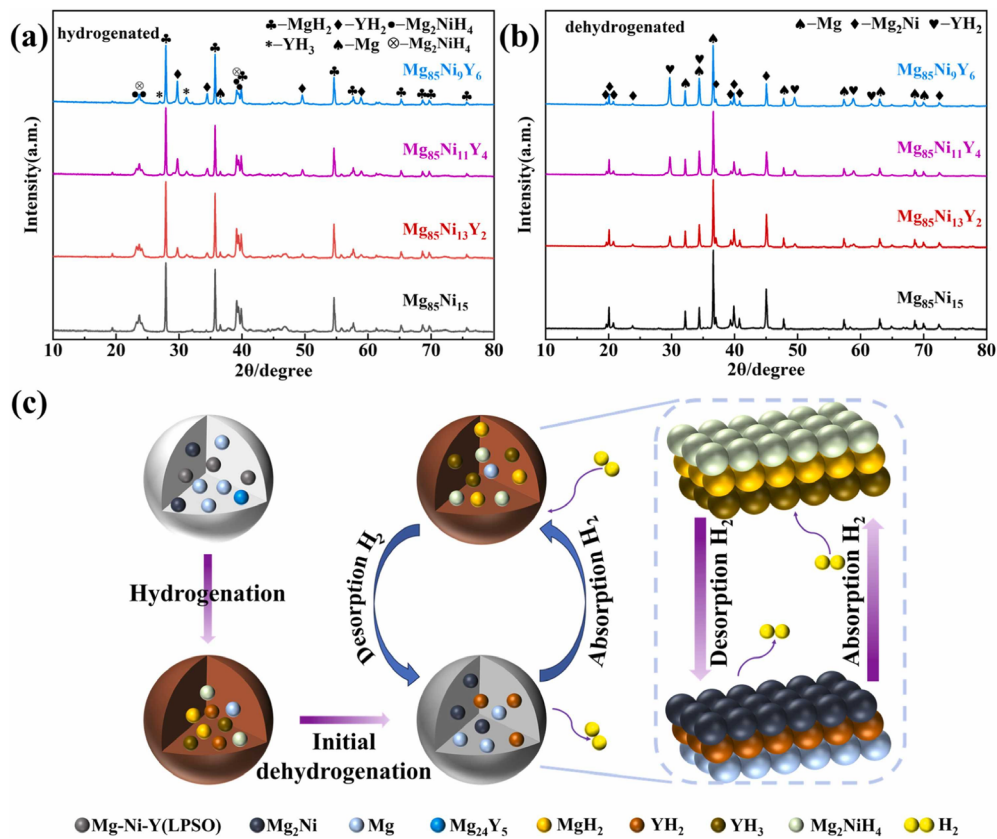 (a) hydrogenated ♣–MgH₂ ♦–YH₂ ●–Mg₂NiH₄
*–YH₃ ♠–Mg ⊗–Mg₂NiH₄
Mg₈₅Ni₉Y₆
Mg₈₅Ni₁₁Y₄
Mg₈₅Ni₁₃Y₂
Mg₈₅Ni₁₅
Intensity(a.m.)
10 20 30 40 50 60 70 80
2θ/degree
(b) dehydrogenated ♠–Mg ♦–Mg₂Ni ♥–YH₂
Mg₈₅Ni₉Y₆
Mg₈₅Ni₁₁Y₄
Mg₈₅Ni₁₃Y₂
Mg₈₅Ni₁₅
Intensity(a.m.)
10 20 30 40 50 60 70 80
2θ/degree
(c)
Hydrogenation
Initial
dehydrogenation
Desorption H₂
Absorption H₂
Desorption H₂
Absorption H₂
Mg-Ni-Y(LPSO) Mg₂Ni Mg Mg₂₄Y₅ MgH₂ YH₂ YH₃ Mg₂NiH₄ H₂